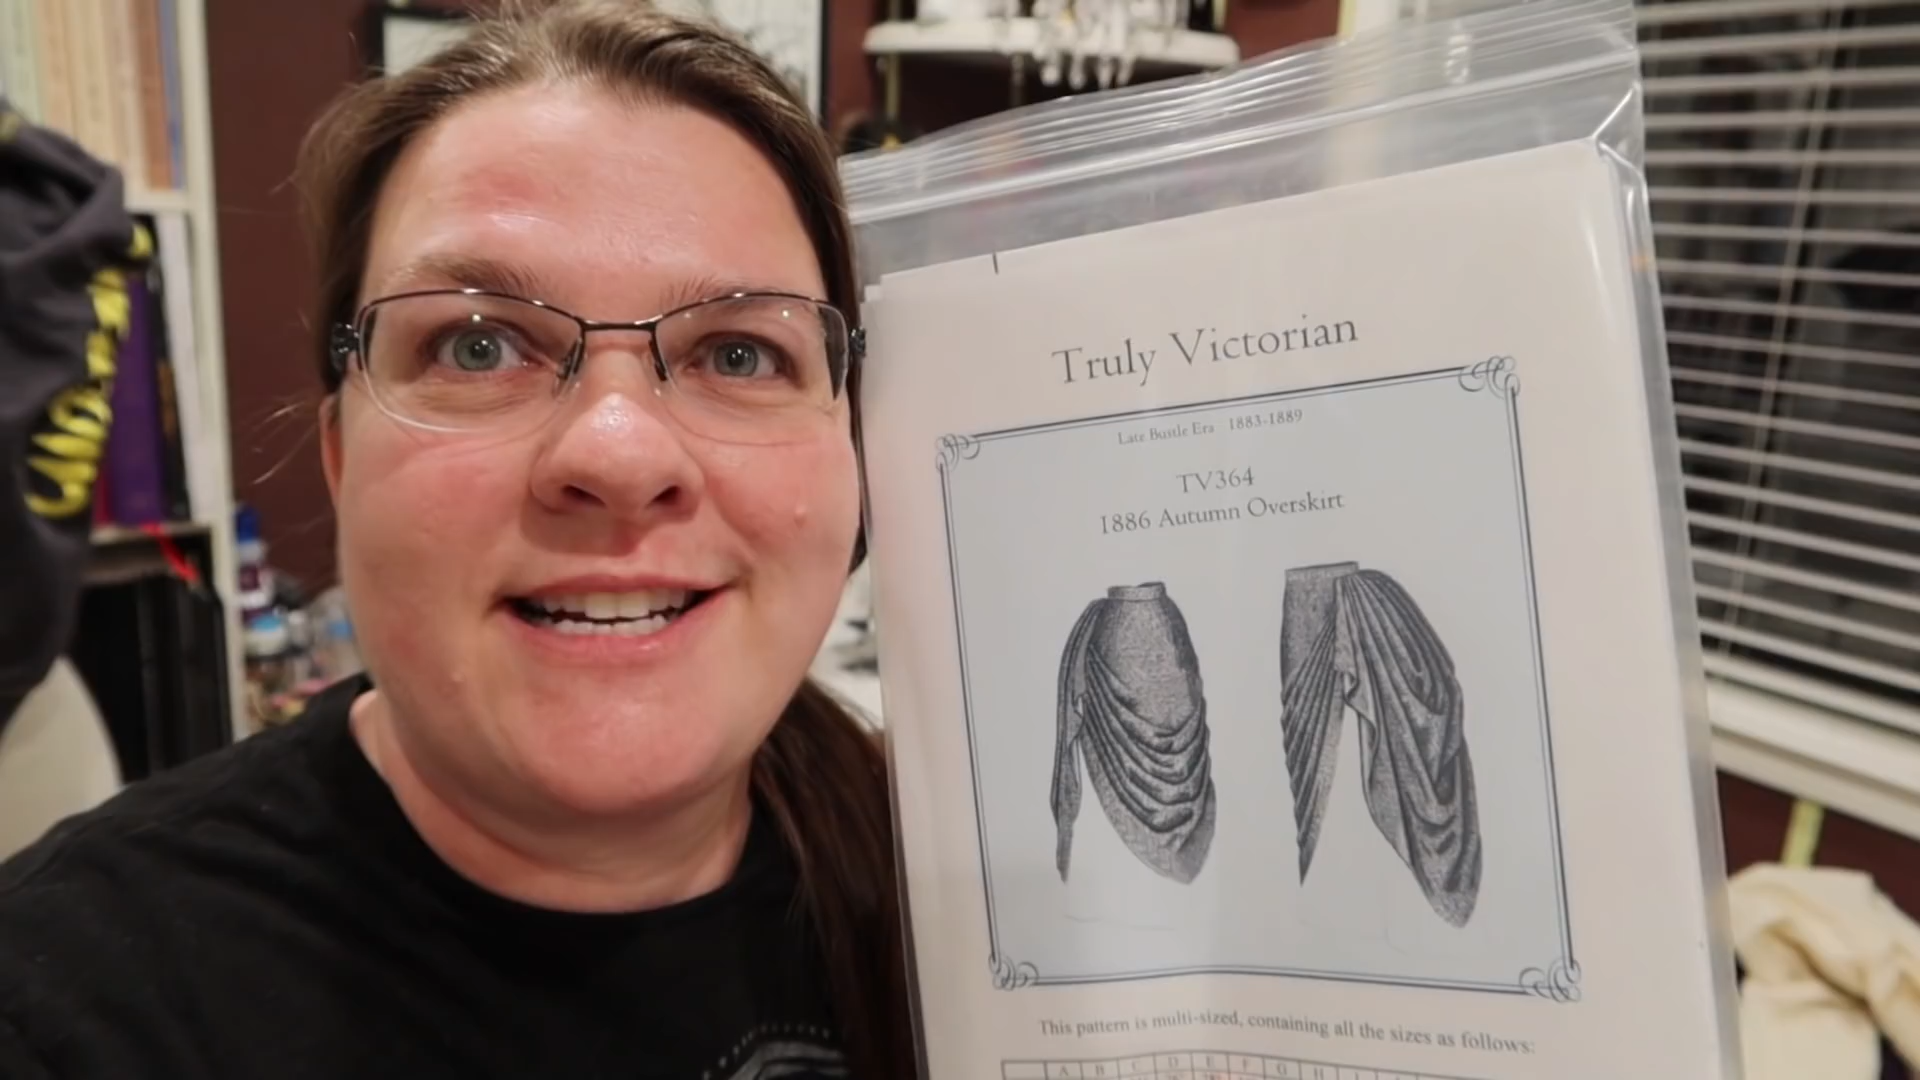 Truly Victorian
Late Bustle Era 1883-1889
TV364
1886 Autumn Overskirt
This pattern is multi-sized, containing all the sizes as follows:
A B C D E F G H